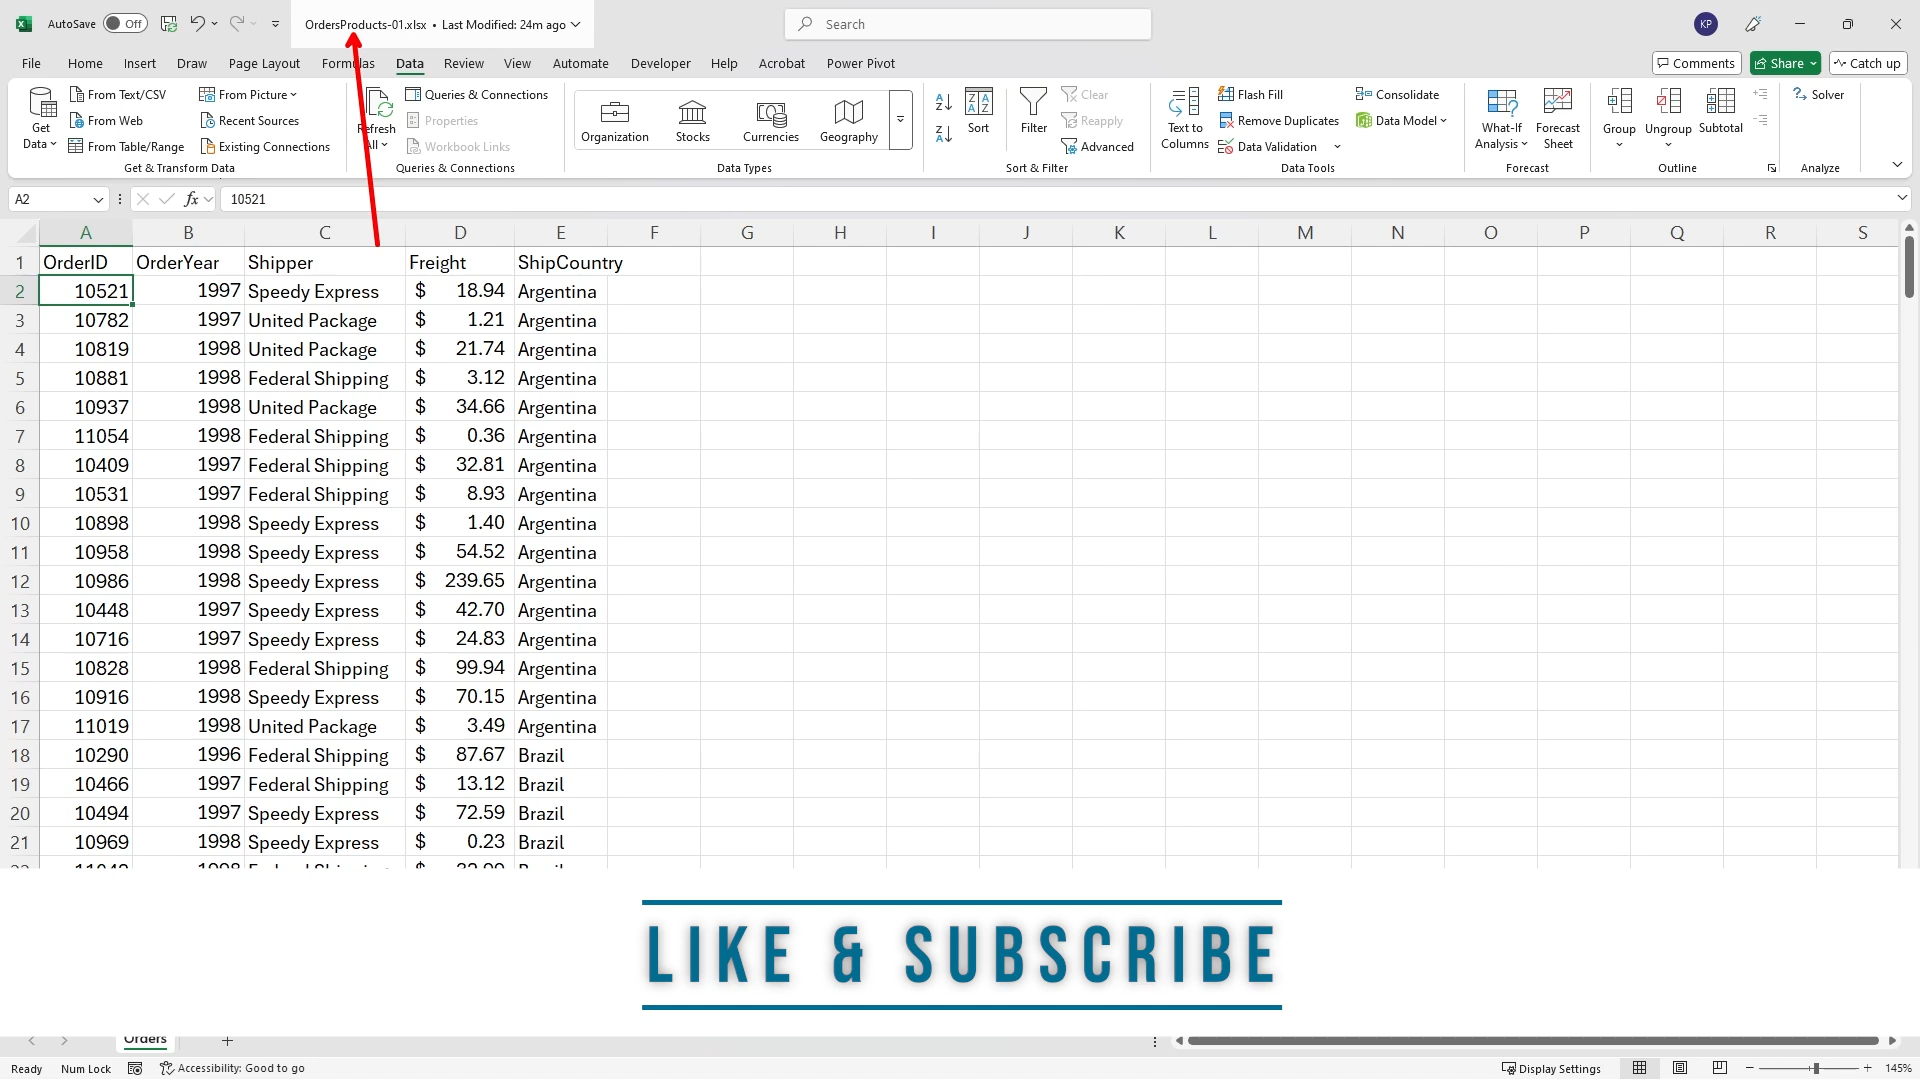 AutoSave Off OrdersProducts-01.xlsx • Last Modified: 24m ago Search KP
File Home Insert Draw Page Layout Formulas Data Review View Automate Developer Help Acrobat Power Pivot Comments Share Catch up
Get Data From Text/CSV From Web From Table/Range From Picture Recent Sources Existing Connections
Get & Transform Data
Refresh All Queries & Connections Properties Workbook Links
Queries & Connections
Organization Stocks Currencies Geography
Data Types
Sort Filter Clear Reapply Advanced
Sort & Filter
Text to Columns Flash Fill Remove Duplicates Data Validation Consolidate Data Model
Data Tools
What-If Analysis Forecast Sheet
Forecast
Group Ungroup Subtotal
Outline
Solver
Analyze
A2 fx 10521
A B C D E F G H I J K L M N O P Q R S
1 OrderID OrderYear Shipper Freight ShipCountry
2 10521 1997 Speedy Express $ 18.94 Argentina
3 10782 1997 United Package $ 1.21 Argentina
4 10819 1998 United Package $ 21.74 Argentina
5 10881 1998 Federal Shipping $ 3.12 Argentina
6 10937 1998 United Package $ 34.66 Argentina
7 11054 1998 Federal Shipping $ 0.36 Argentina
8 10409 1997 Federal Shipping $ 32.81 Argentina
9 10531 1997 Federal Shipping $ 8.93 Argentina
10 10898 1998 Speedy Express $ 1.40 Argentina
11 10958 1998 Speedy Express $ 54.52 Argentina
12 10986 1998 Speedy Express $ 239.65 Argentina
13 10448 1997 Speedy Express $ 42.70 Argentina
14 10716 1997 Speedy Express $ 24.83 Argentina
15 10828 1998 Federal Shipping $ 99.94 Argentina
16 10916 1998 Speedy Express $ 70.15 Argentina
17 11019 1998 United Package $ 3.49 Argentina
18 10290 1996 Federal Shipping $ 87.67 Brazil
19 10466 1997 Federal Shipping $ 13.12 Brazil
20 10494 1997 Speedy Express $ 72.59 Brazil
21 10969 1998 Speedy Express $ 0.23 Brazil
LIKE & SUBSCRIBE
Orders
Ready Num Lock Accessibility: Good to go Display Settings 145%